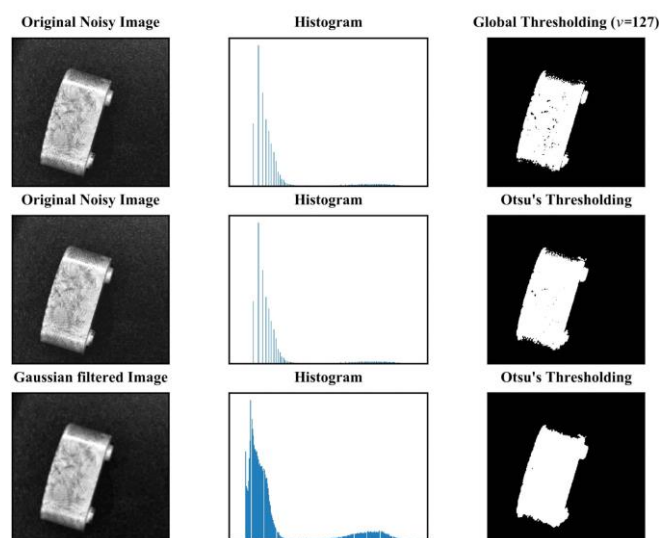 Original Noisy Image Histogram Global Thresholding (v=127)
Original Noisy Image Histogram Otsu's Thresholding
Gaussian filtered Image Histogram Otsu's Thresholding